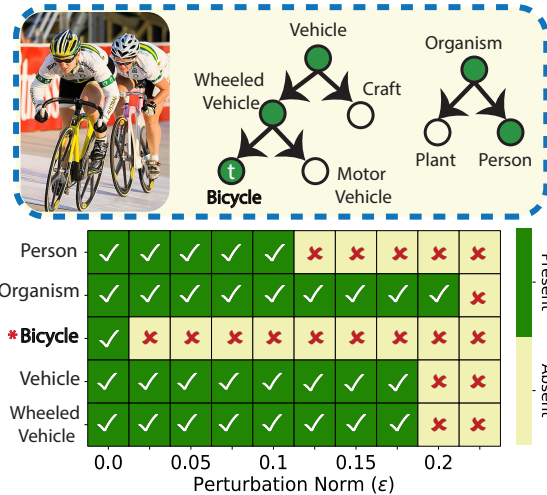 Vehicle
Organism
Wheeled
Vehicle
Craft
t
Bicycle
Motor
Vehicle
Plant
Person
Person
Organism
*Bicycle
Vehicle
Wheeled
Vehicle
Present
Absent
0.0 0.05 0.1 0.15 0.2
Perturbation Norm (ε)